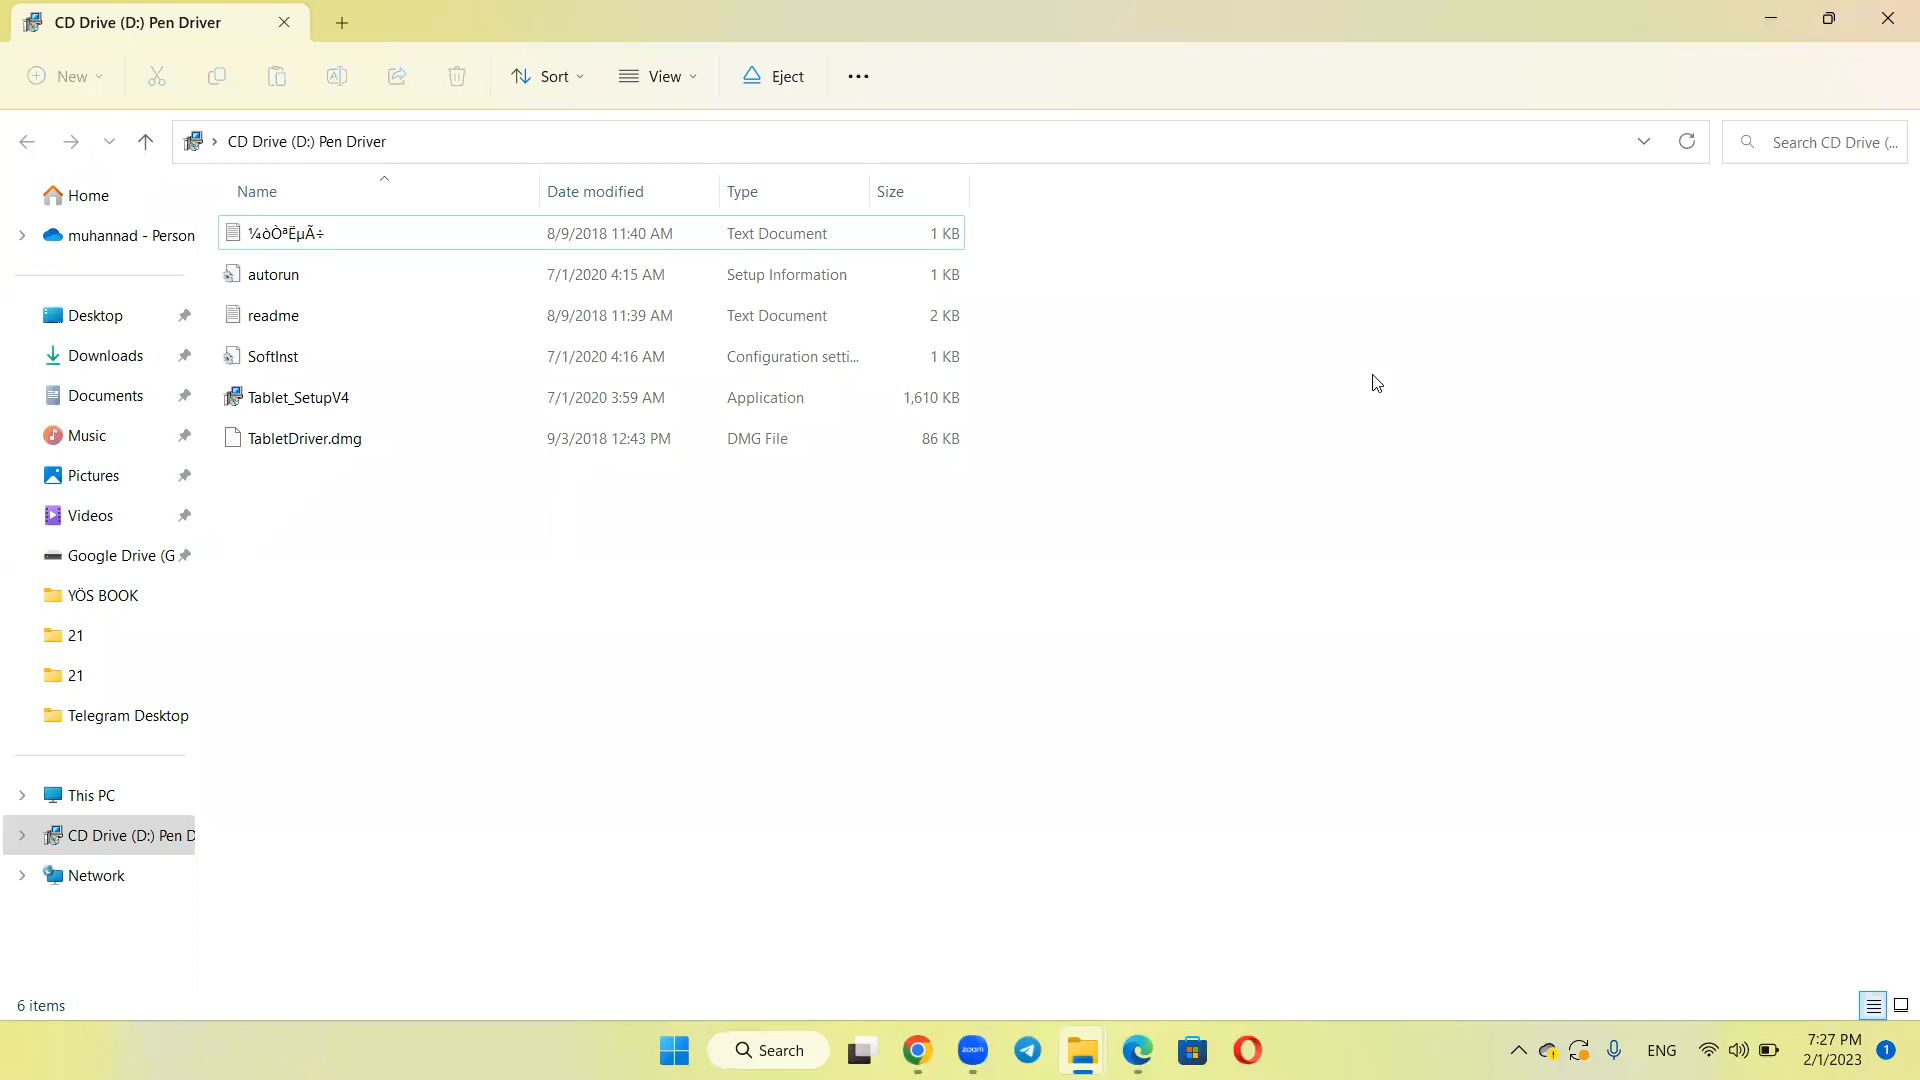 CD Drive (D:) Pen Driver
New
Sort
View
Eject
CD Drive (D:) Pen Driver
Search CD Drive (...
Name Date modified Type Size
Home
muhannad - Person
Desktop
Downloads
Documents
Music
Pictures
Videos
Google Drive (G
YÖS BOOK
21
21
Telegram Desktop
This PC
CD Drive (D:) Pen D
Network
¼òÒªËµÃ÷ 8/9/2018 11:40 AM Text Document 1 KB
autorun 7/1/2020 4:15 AM Setup Information 1 KB
readme 8/9/2018 11:39 AM Text Document 2 KB
SoftInst 7/1/2020 4:16 AM Configuration setti... 1 KB
Tablet_SetupV4 7/1/2020 3:59 AM Application 1,610 KB
TabletDriver.dmg 9/3/2018 12:43 PM DMG File 86 KB
6 items
Search
zoom
ENG
7:27 PM
2/1/2023
1